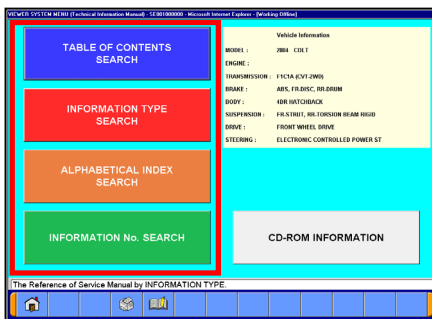 VIEWER SYSTEM MENU (Technical Information Manual) - SE001000000 - Microsoft Internet Explorer - [Working Offline]
TABLE OF CONTENTS
SEARCH
INFORMATION TYPE
SEARCH
ALPHABETICAL INDEX
SEARCH
INFORMATION No. SEARCH
Vehicle Information
MODEL : 2004 COLT
ENGINE :
TRANSMISSION : F1C1A (CVT-2WD)
BRAKE : ABS, FR-DISC, RR-DRUM
BODY : 4DR HATCHBACK
SUSPENSION : FR-STRUT, RR-TORSION BEAM RIGID
DRIVE : FRONT WHEEL DRIVE
STEERING : ELECTRONIC CONTROLLED POWER ST
CD-ROM INFORMATION
The Reference of Service Manual by INFORMATION TYPE.